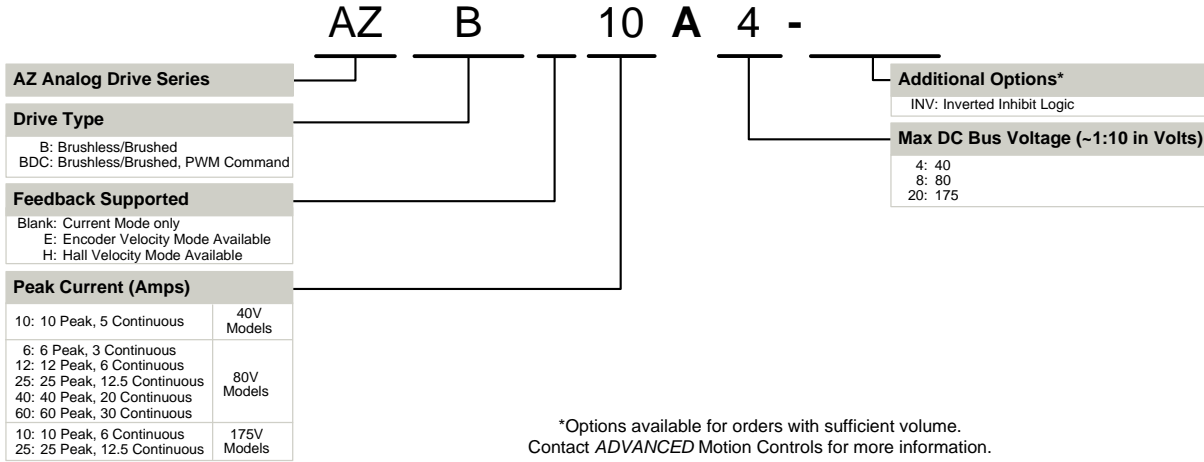 AZ B 10 A 4 -
AZ Analog Drive Series
Drive Type
B: Brushless/Brushed
BDC: Brushless/Brushed, PWM Command
Feedback Supported
Blank: Current Mode only
E: Encoder Velocity Mode Available
H: Hall Velocity Mode Available
Peak Current (Amps)
10: 10 Peak, 5 Continuous
40V
Models
6: 6 Peak, 3 Continuous
12: 12 Peak, 6 Continuous
25: 25 Peak, 12.5 Continuous
40: 40 Peak, 20 Continuous
60: 60 Peak, 30 Continuous
80V
Models
10: 10 Peak, 6 Continuous
25: 25 Peak, 12.5 Continuous
175V
Models
Additional Options*
INV: Inverted Inhibit Logic
Max DC Bus Voltage (~1:10 in Volts)
4: 40
8: 80
20: 175
*Options available for orders with sufficient volume.
Contact ADVANCED Motion Controls for more information.